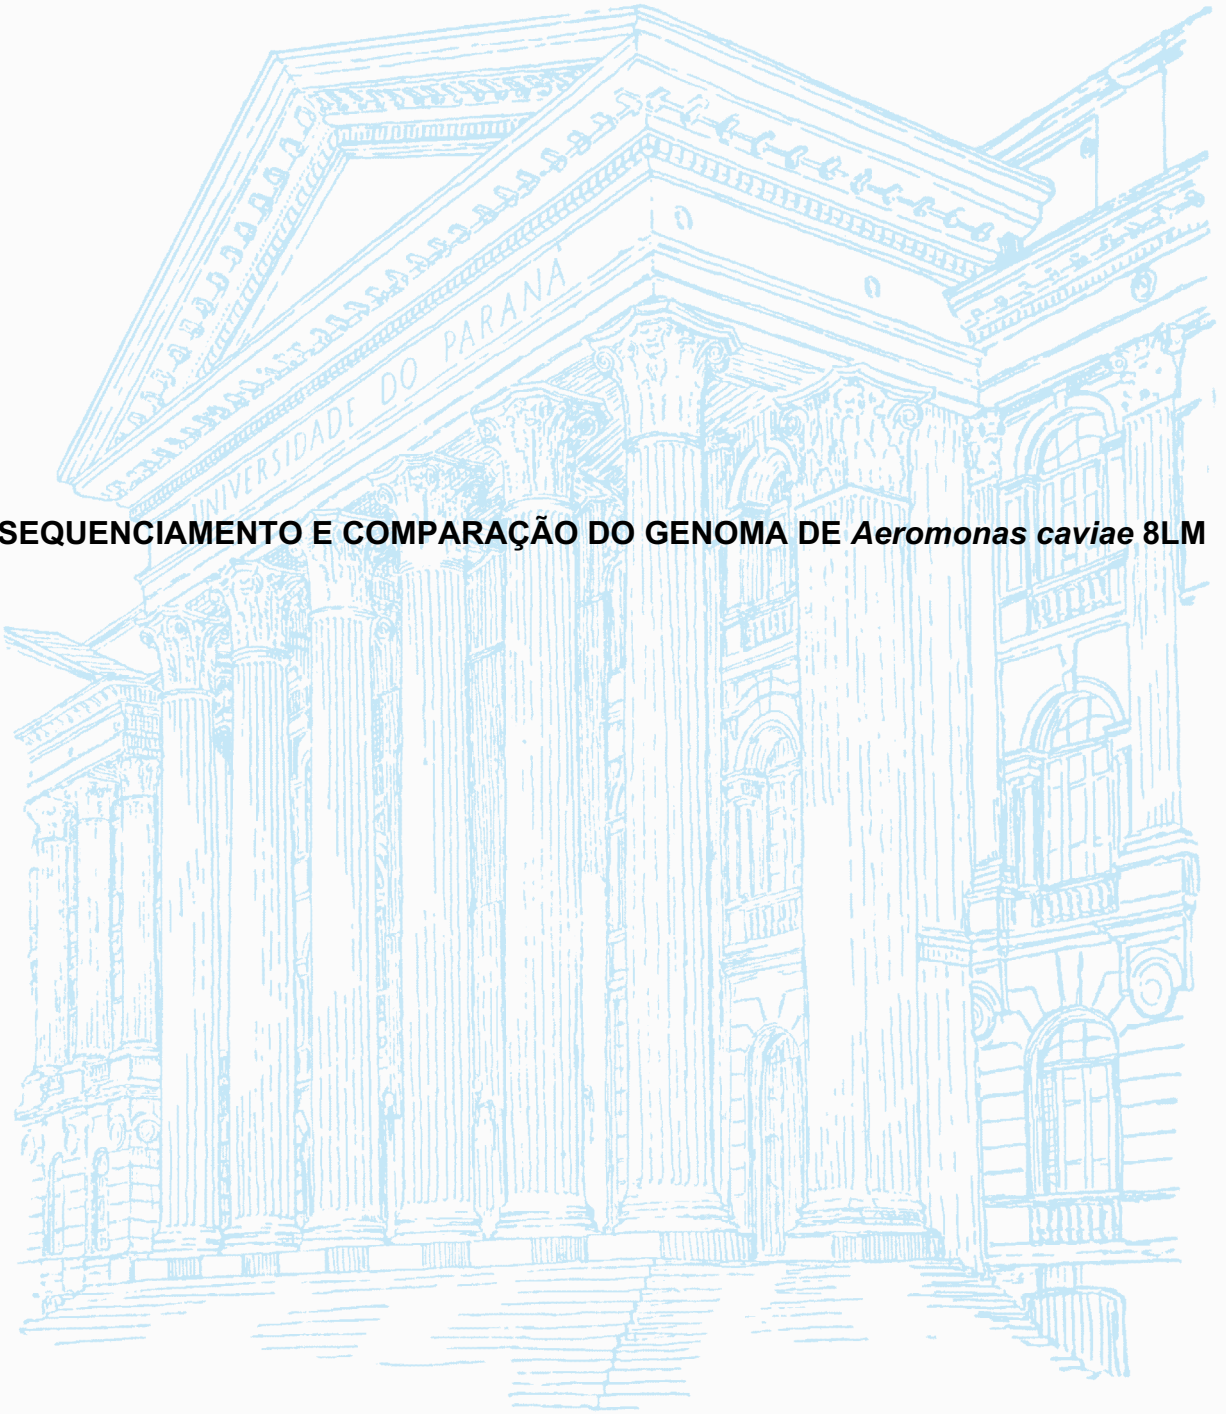 UNIVERSIDADE DO PARANÁ
SEQUENCIAMENTO E COMPARAÇÃO DO GENOMA DE Aeromonas caviae 8LM